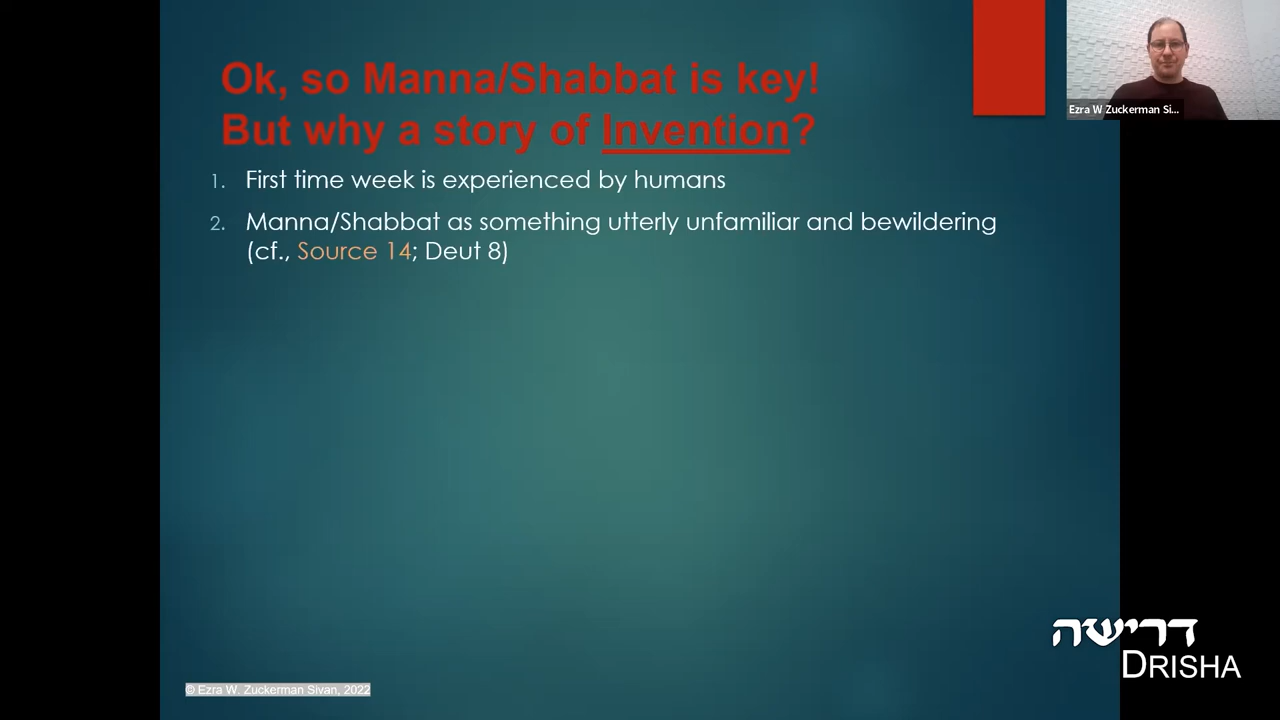 Ok, so Manna/Shabbat is key!
But why a story of Invention?
1. First time week is experienced by humans
2. Manna/Shabbat as something utterly unfamiliar and bewildering
(cf., Source 14; Deut 8)
Ezra W Zuckerman Si...
דרישה
DRISHA
© Ezra W. Zuckerman Sivan, 2022